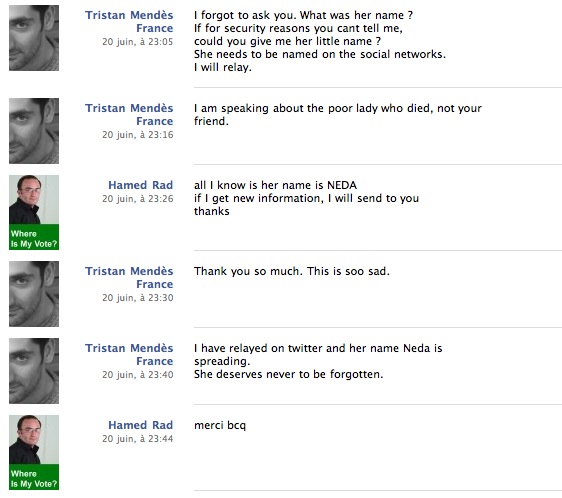 Tristan Mendès
France
20 juin, à 23:05
I forgot to ask you. What was her name ?
If for security reasons you cant tell me,
could you give me her little name ?
She needs to be named on the social networks.
I will relay.
Tristan Mendès
France
20 juin, à 23:16
I am speaking about the poor lady who died, not your
friend.
Hamed Rad
20 juin, à 23:26
Where
Is My Vote?
all I know is her name is NEDA
if I get new information, I will send to you
thanks
Tristan Mendès
France
20 juin, à 23:30
Thank you so much. This is soo sad.
Tristan Mendès
France
20 juin, à 23:40
I have relayed on twitter and her name Neda is
spreading.
She deserves never to be forgotten.
Hamed Rad
20 juin, à 23:44
Where
Is My Vote?
merci bcq